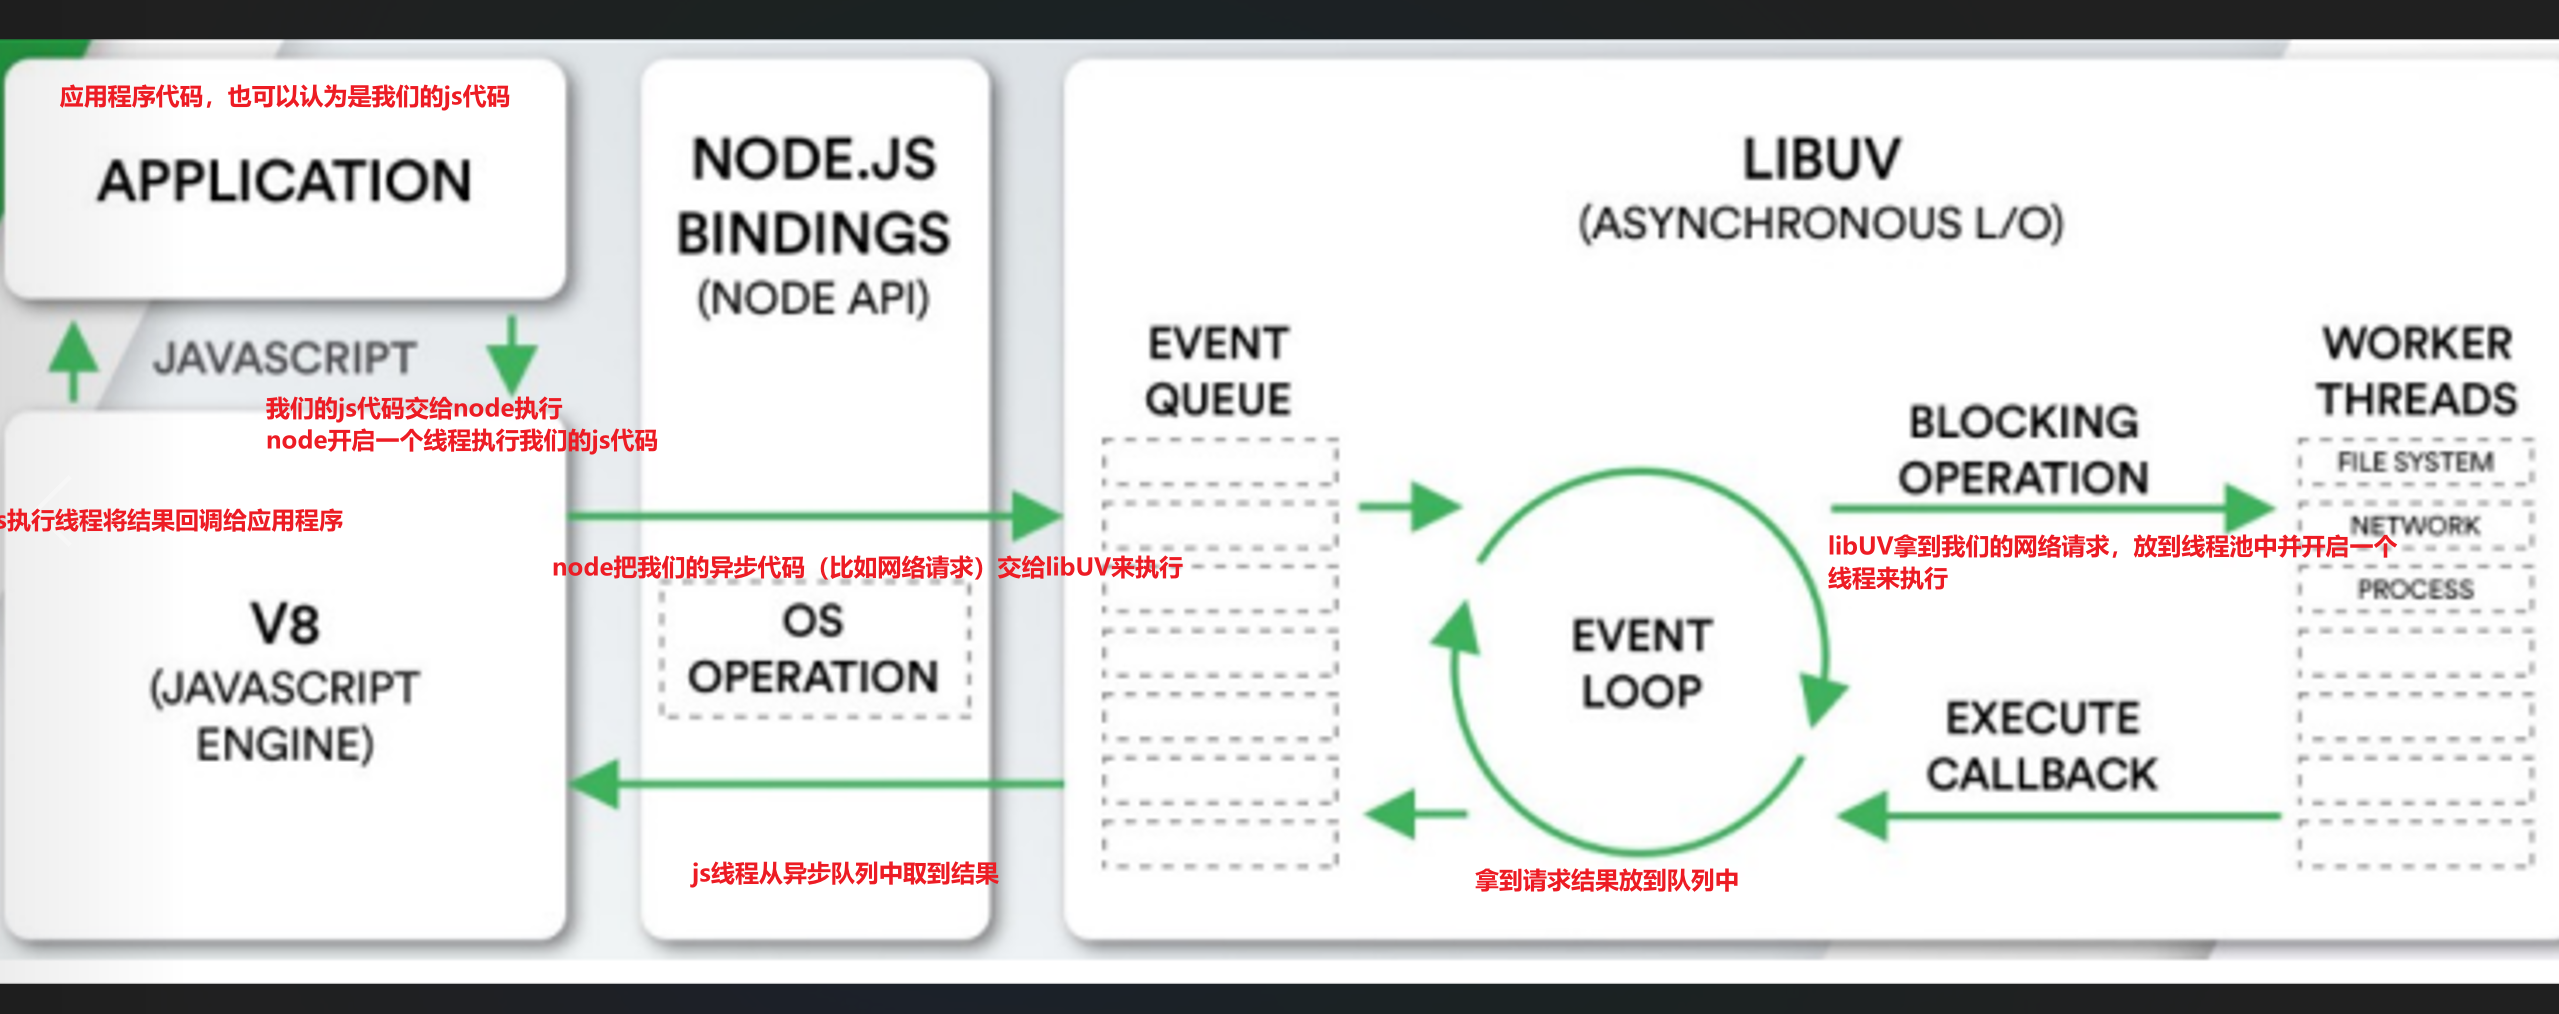 应用程序代码，也可以认为是我们的js代码
APPLICATION
JAVASCRIPT
我们的js代码交给node执行
node开启一个线程执行我们的js代码
s执行线程将结果回调给应用程序
V8
(JAVASCRIPT
ENGINE)
NODE.JS
BINDINGS
(NODE API)
node把我们的异步代码（比如网络请求）交给libUV来执行
OS
OPERATION
js线程从异步队列中取到结果
LIBUV
(ASYNCHRONOUS L/O)
EVENT
QUEUE
EVENT
LOOP
拿到请求结果放到队列中
BLOCKING
OPERATION
libUV拿到我们的网络请求，放到线程池中并开启一个
线程来执行
EXECUTE
CALLBACK
WORKER
THREADS
FILE SYSTEM
NETWORK
PROCESS